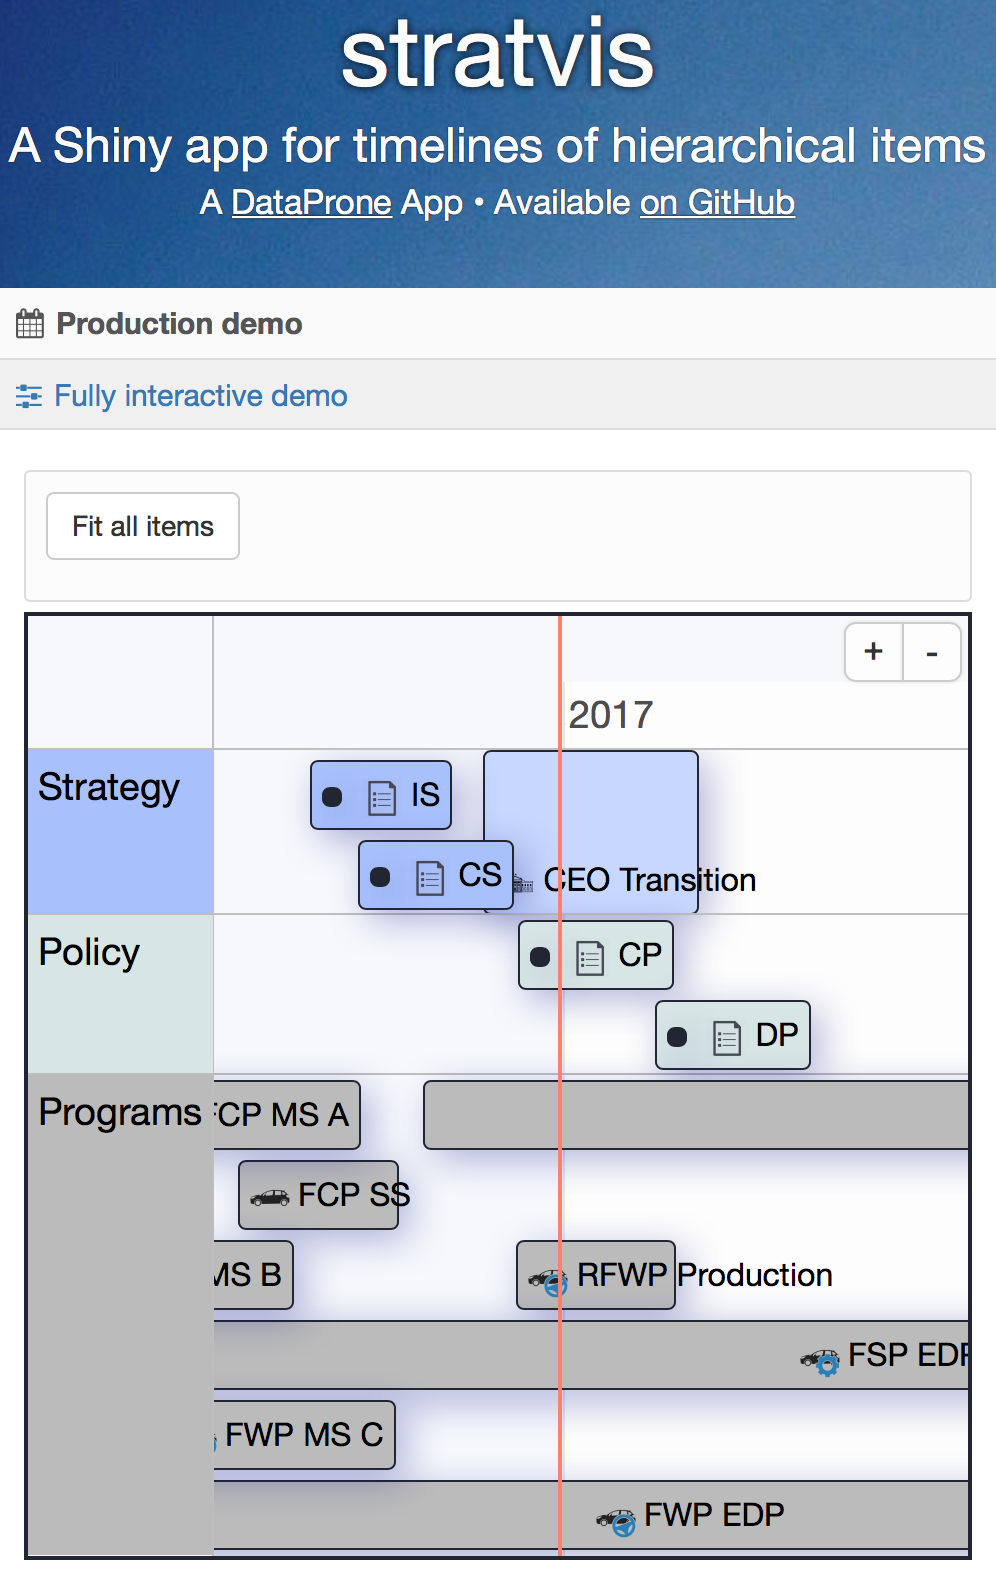 stratvis
A Shiny app for timelines of hierarchical items
A DataProne App • Available on GitHub
Production demo
Fully interactive demo
Fit all items
+ -
2017
Strategy
IS
CS
CEO Transition
Policy
CP
DP
Programs
FCP MS A
FCP SS
MS B
RFWP Production
FSP EDP
FWP MS C
FWP EDP